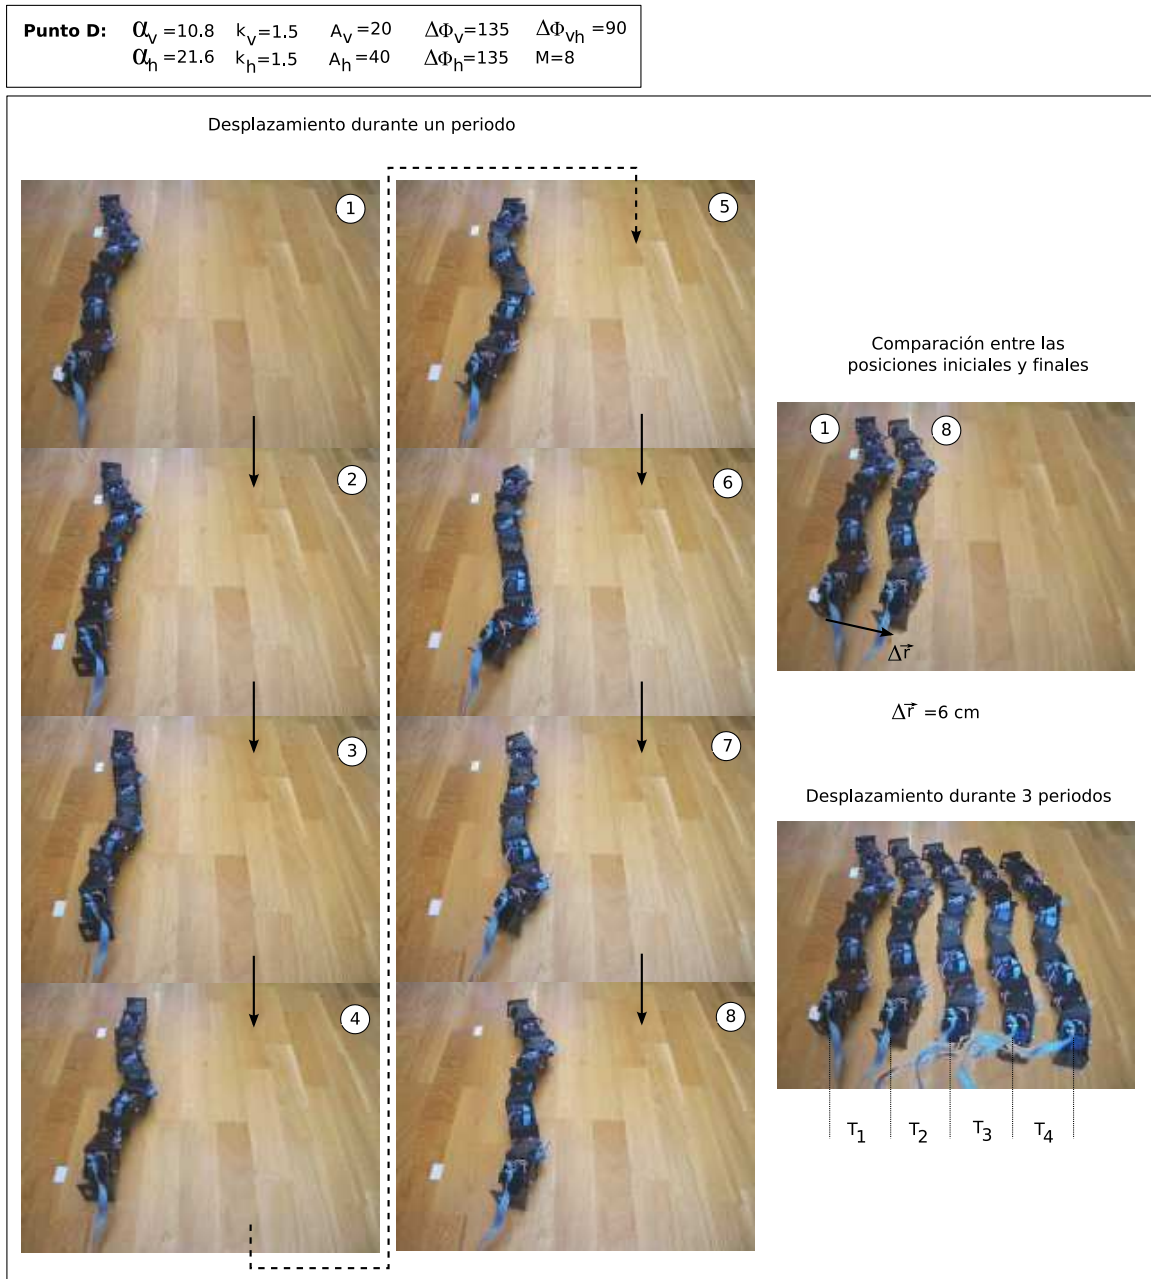 Punto D: αv =10.8 kv =1.5 Av =20 ΔΦv=135 ΔΦvh =90
αh =21.6 kh =1.5 Ah =40 ΔΦh=135 M=8
Desplazamiento durante un periodo
1
2
3
4
5
6
7
8
Comparación entre las
posiciones iniciales y finales
1
8
Δr⃗
Δr⃗ =6 cm
Desplazamiento durante 3 periodos
T1 T2 T3 T4